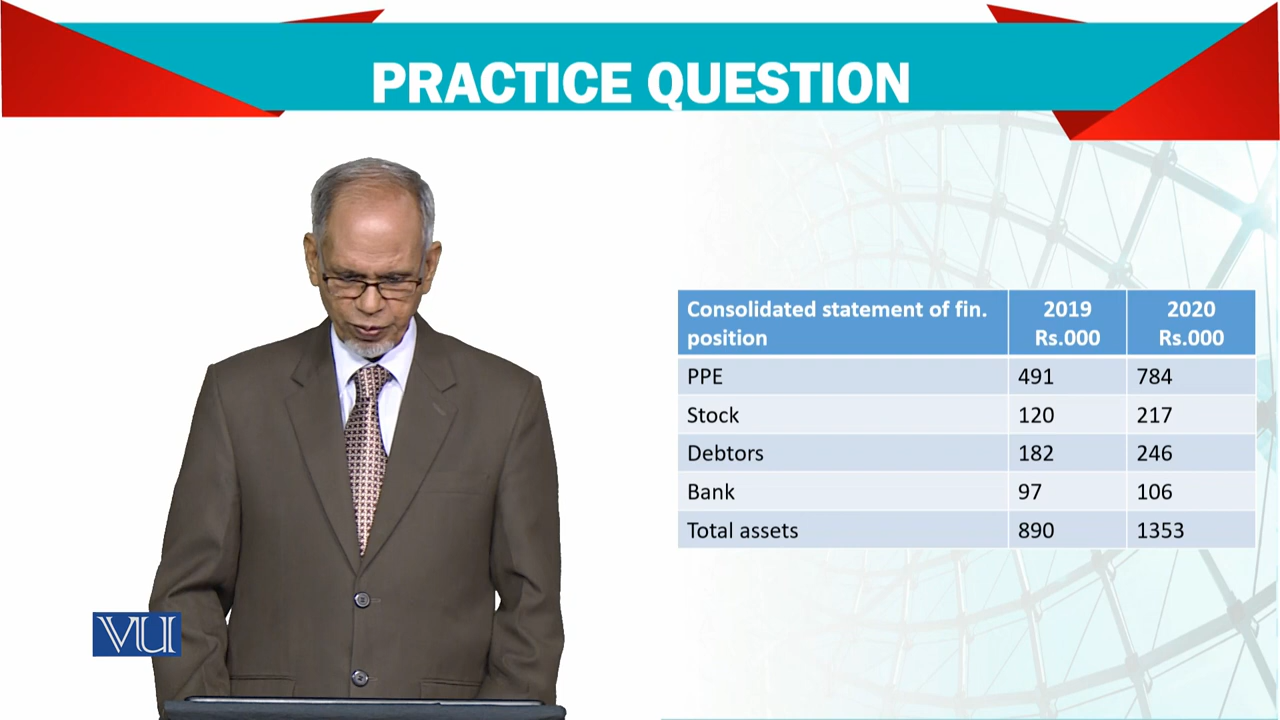 PRACTICE QUESTION
Consolidated statement of fin. position 2019 Rs.000 2020 Rs.000
PPE 491 784
Stock 120 217
Debtors 182 246
Bank 97 106
Total assets 890 1353
VU